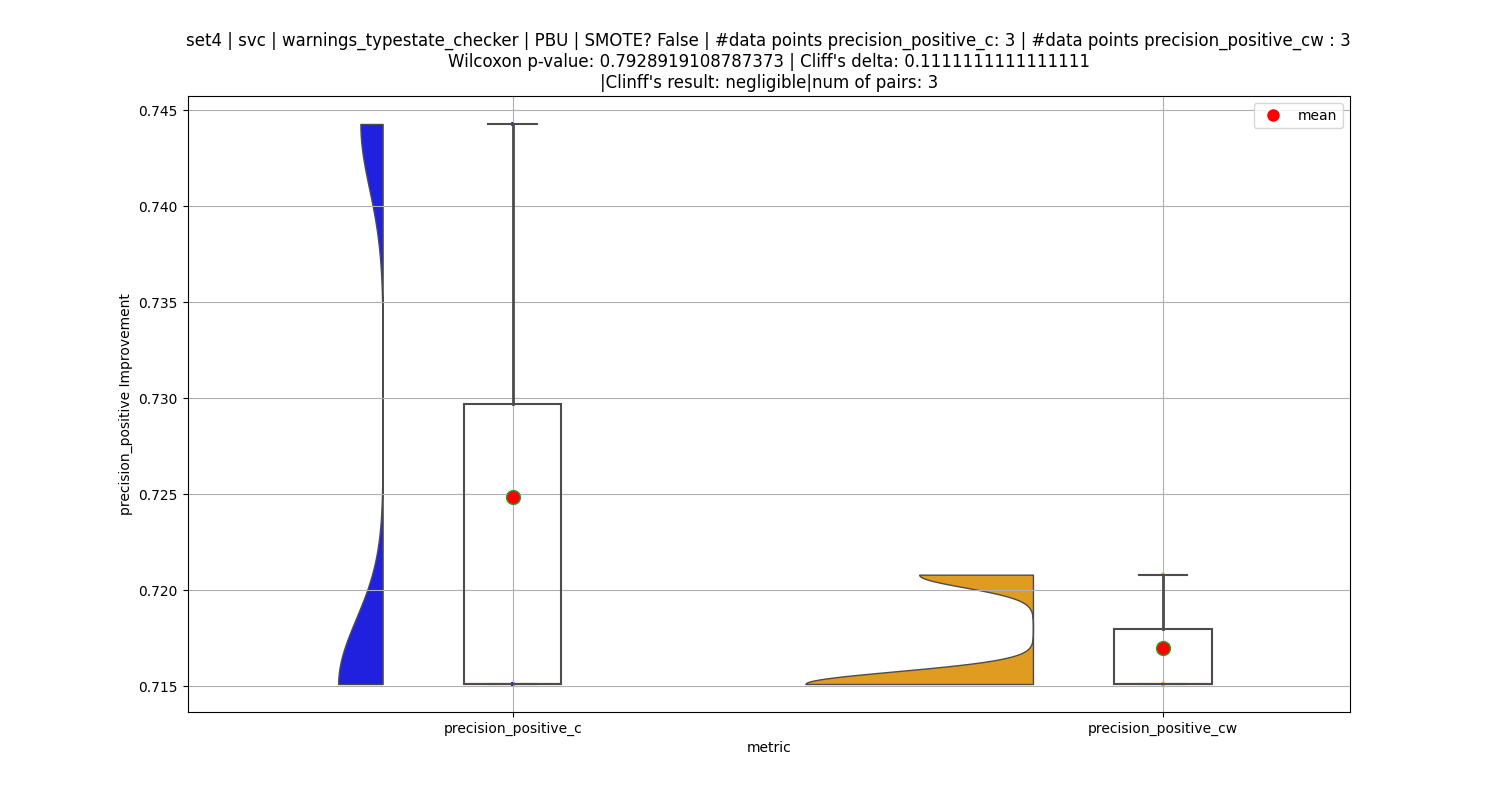 set4 | svc | warnings_typestate_checker | PBU | SMOTE? False | #data points precision_positive_c: 3 | #data points precision_positive_cw : 3
Wilcoxon p-value: 0.7928919108787373 | Cliff's delta: 0.1111111111111111
|Clinff's result: negligible|num of pairs: 3
mean
0.745
0.740
0.735
0.730
0.725
0.720
0.715
precision_positive Improvement
precision_positive_c
precision_positive_cw
metric